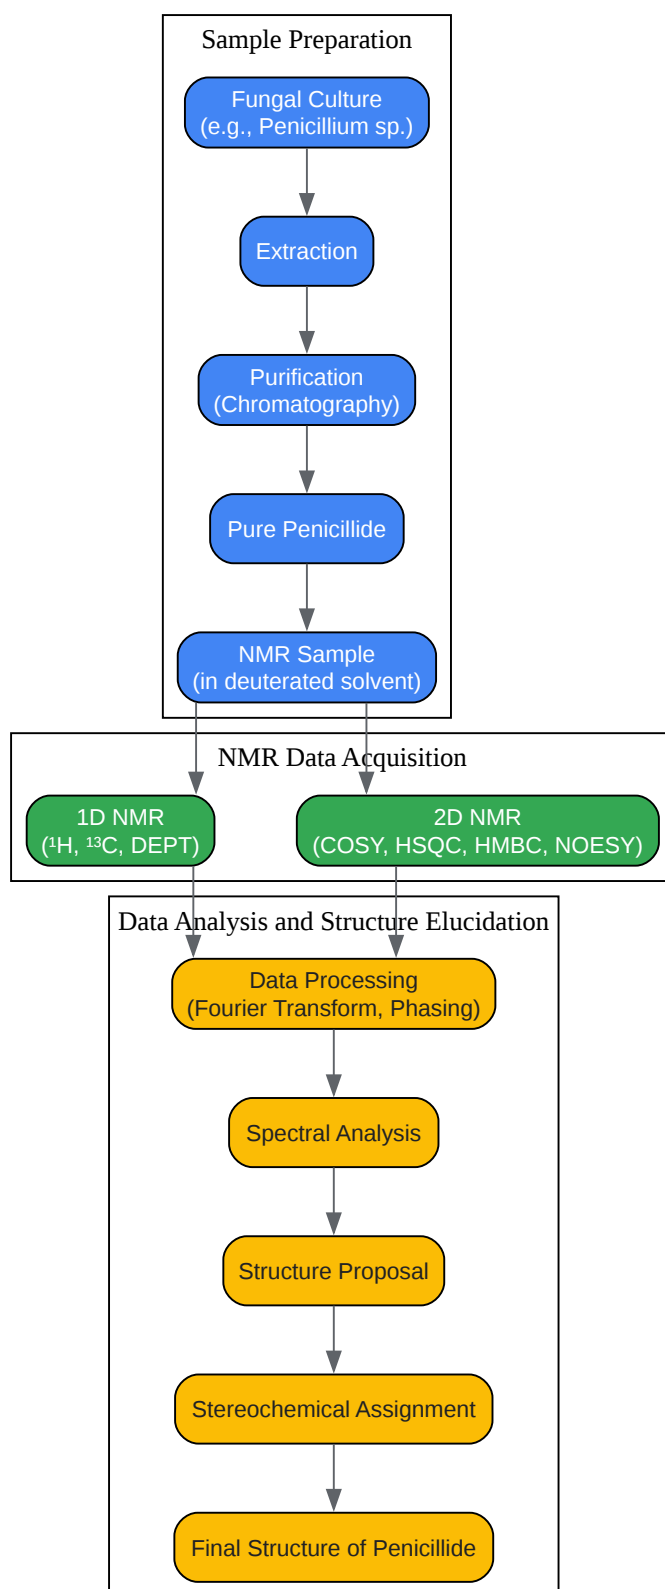 Sample Preparation
Fungal Culture
(e.g., Penicillium sp.)
Extraction
Purification
(Chromatography)
Pure Penicillide
NMR Sample
(in deuterated solvent)
NMR Data Acquisition
1D NMR
(¹H, ¹³C, DEPT)
2D NMR
(COSY, HSQC, HMBC, NOESY)
Data Analysis and Structure Elucidation
Data Processing
(Fourier Transform, Phasing)
Spectral Analysis
Structure Proposal
Stereochemical Assignment
Final Structure of Penicillide